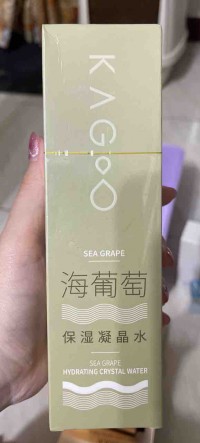 KAGOO
SEA GRAPE
海葡萄
保湿凝晶水
SEA GRAPE
HYDRATING CRYSTAL WATER